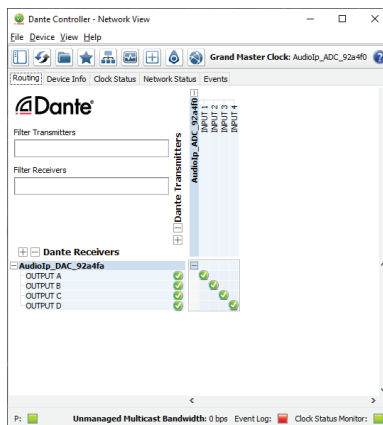 Dante Controller - Network View
File Device View Help
Grand Master Clock: AudioIp_ADC_92a4f0
Routing Device Info Clock Status Network Status Events
Dante
Filter Transmitters
Filter Receivers
Dante Transmitters
AudioIp_ADC_92a4f0
INPUT 1
INPUT 2
INPUT 3
INPUT 4
Dante Receivers
AudioIp_DAC_92a4fa
OUTPUT A
OUTPUT B
OUTPUT C
OUTPUT D
P: Unmanaged Multicast Bandwidth: 0 bps Event Log: Clock Status Monitor: